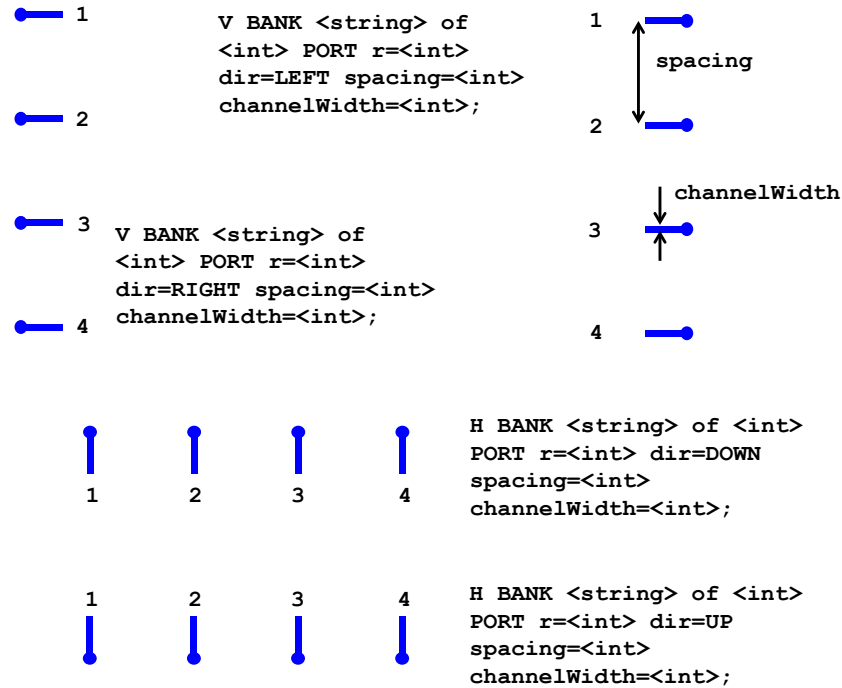 1
V BANK <string> of
<int> PORT r=<int>
dir=LEFT spacing=<int>
channelWidth=<int>;
1
spacing
2
2
channelWidth
3
3
V BANK <string> of
<int> PORT r=<int>
dir=RIGHT spacing=<int>
channelWidth=<int>;
4
4
H BANK <string> of <int>
PORT r=<int> dir=DOWN
spacing=<int>
channelWidth=<int>;
1 2 3 4
1 2 3 4
H BANK <string> of <int>
PORT r=<int> dir=UP
spacing=<int>
channelWidth=<int>;